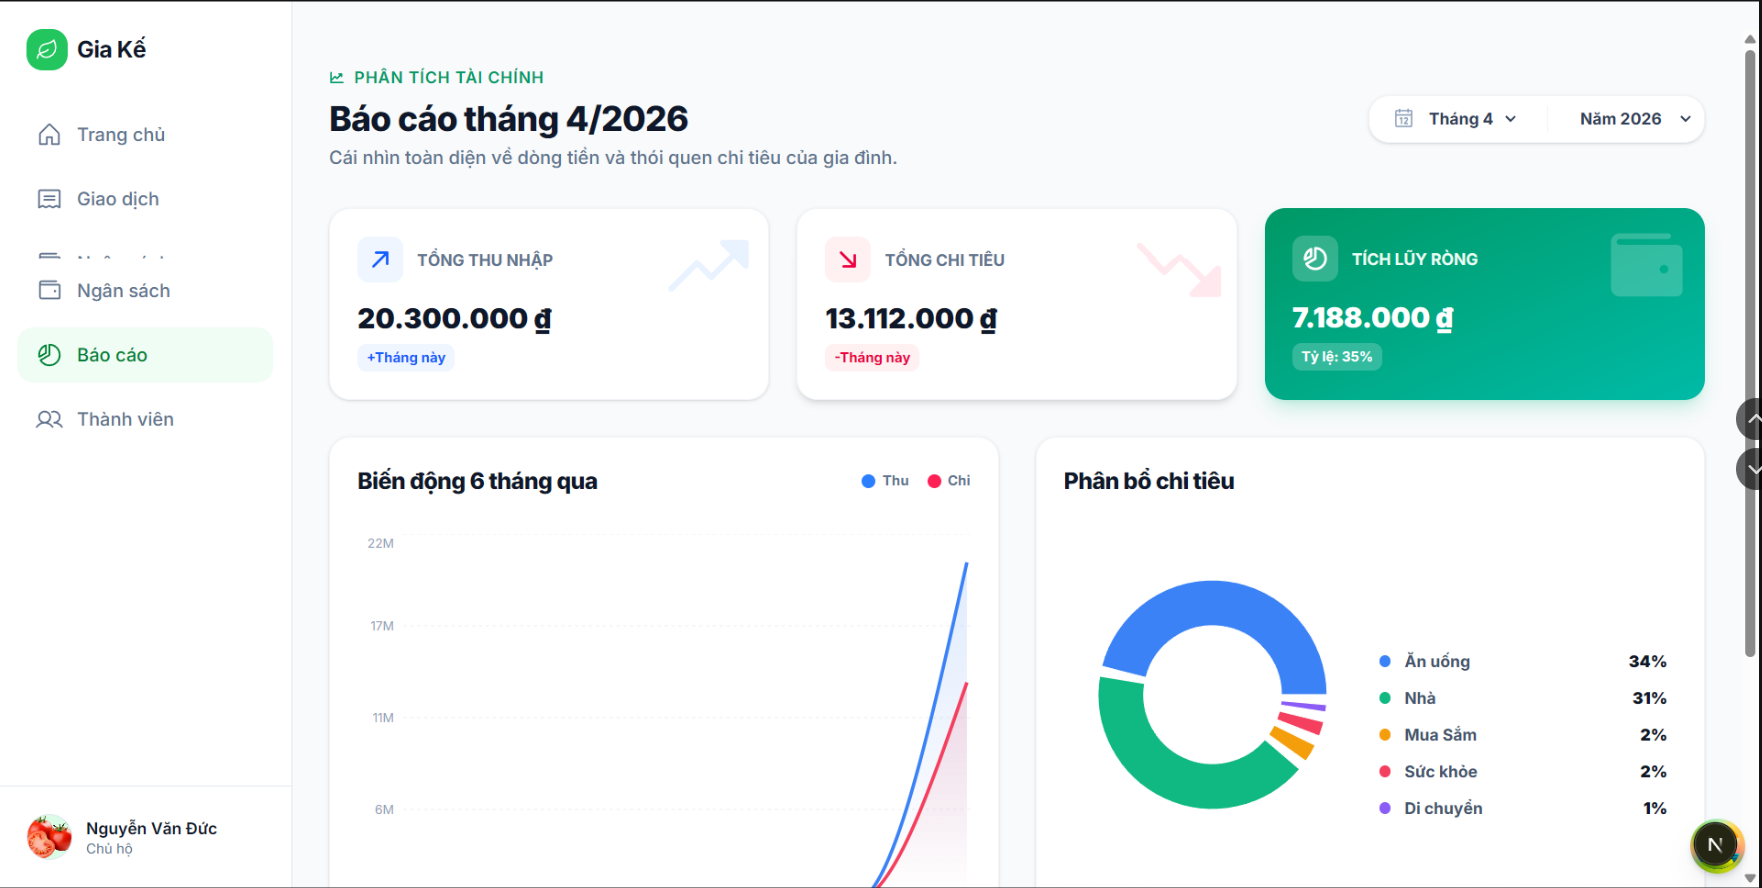 Gia Kế
Trang chủ
Giao dịch
Ngân sách
Báo cáo
Thành viên
Nguyễn Văn Đức
Chủ hộ
PHÂN TÍCH TÀI CHÍNH
Báo cáo tháng 4/2026
Cái nhìn toàn diện về dòng tiền và thói quen chi tiêu của gia đình.
12
Tháng 4
Năm 2026
TỔNG THU NHẬP
20.300.000 ₫
+Tháng này
TỔNG CHI TIÊU
13.112.000 ₫
-Tháng này
TÍCH LŨY RÒNG
7.188.000 ₫
Tỷ lệ: 35%
Biến động 6 tháng qua
Thu
Chi
22M
17M
11M
6M
Phân bổ chi tiêu
Ăn uống 34%
Nhà 31%
Mua Sắm 2%
Sức khỏe 2%
Di chuyển 1%
N